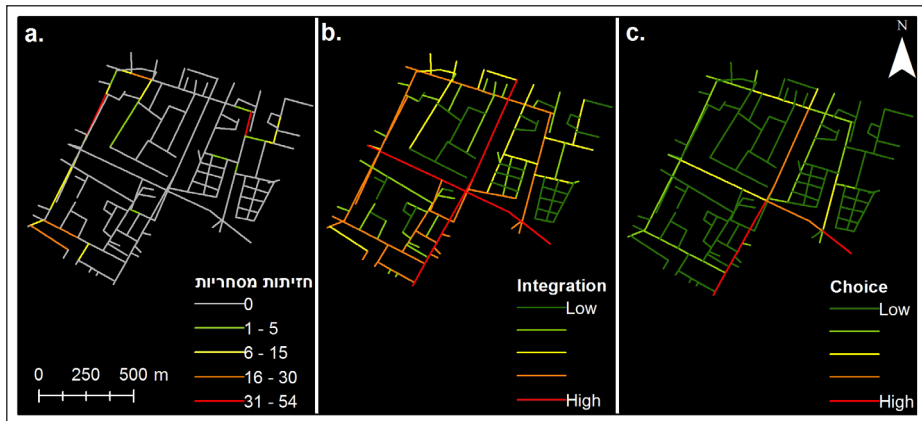 a.
חזיתות מסחריות
0
1 - 5
6 - 15
16 - 30
31 - 54
0 250 500 m
b.
Integration
Low
High
c.
N
Choice
Low
High